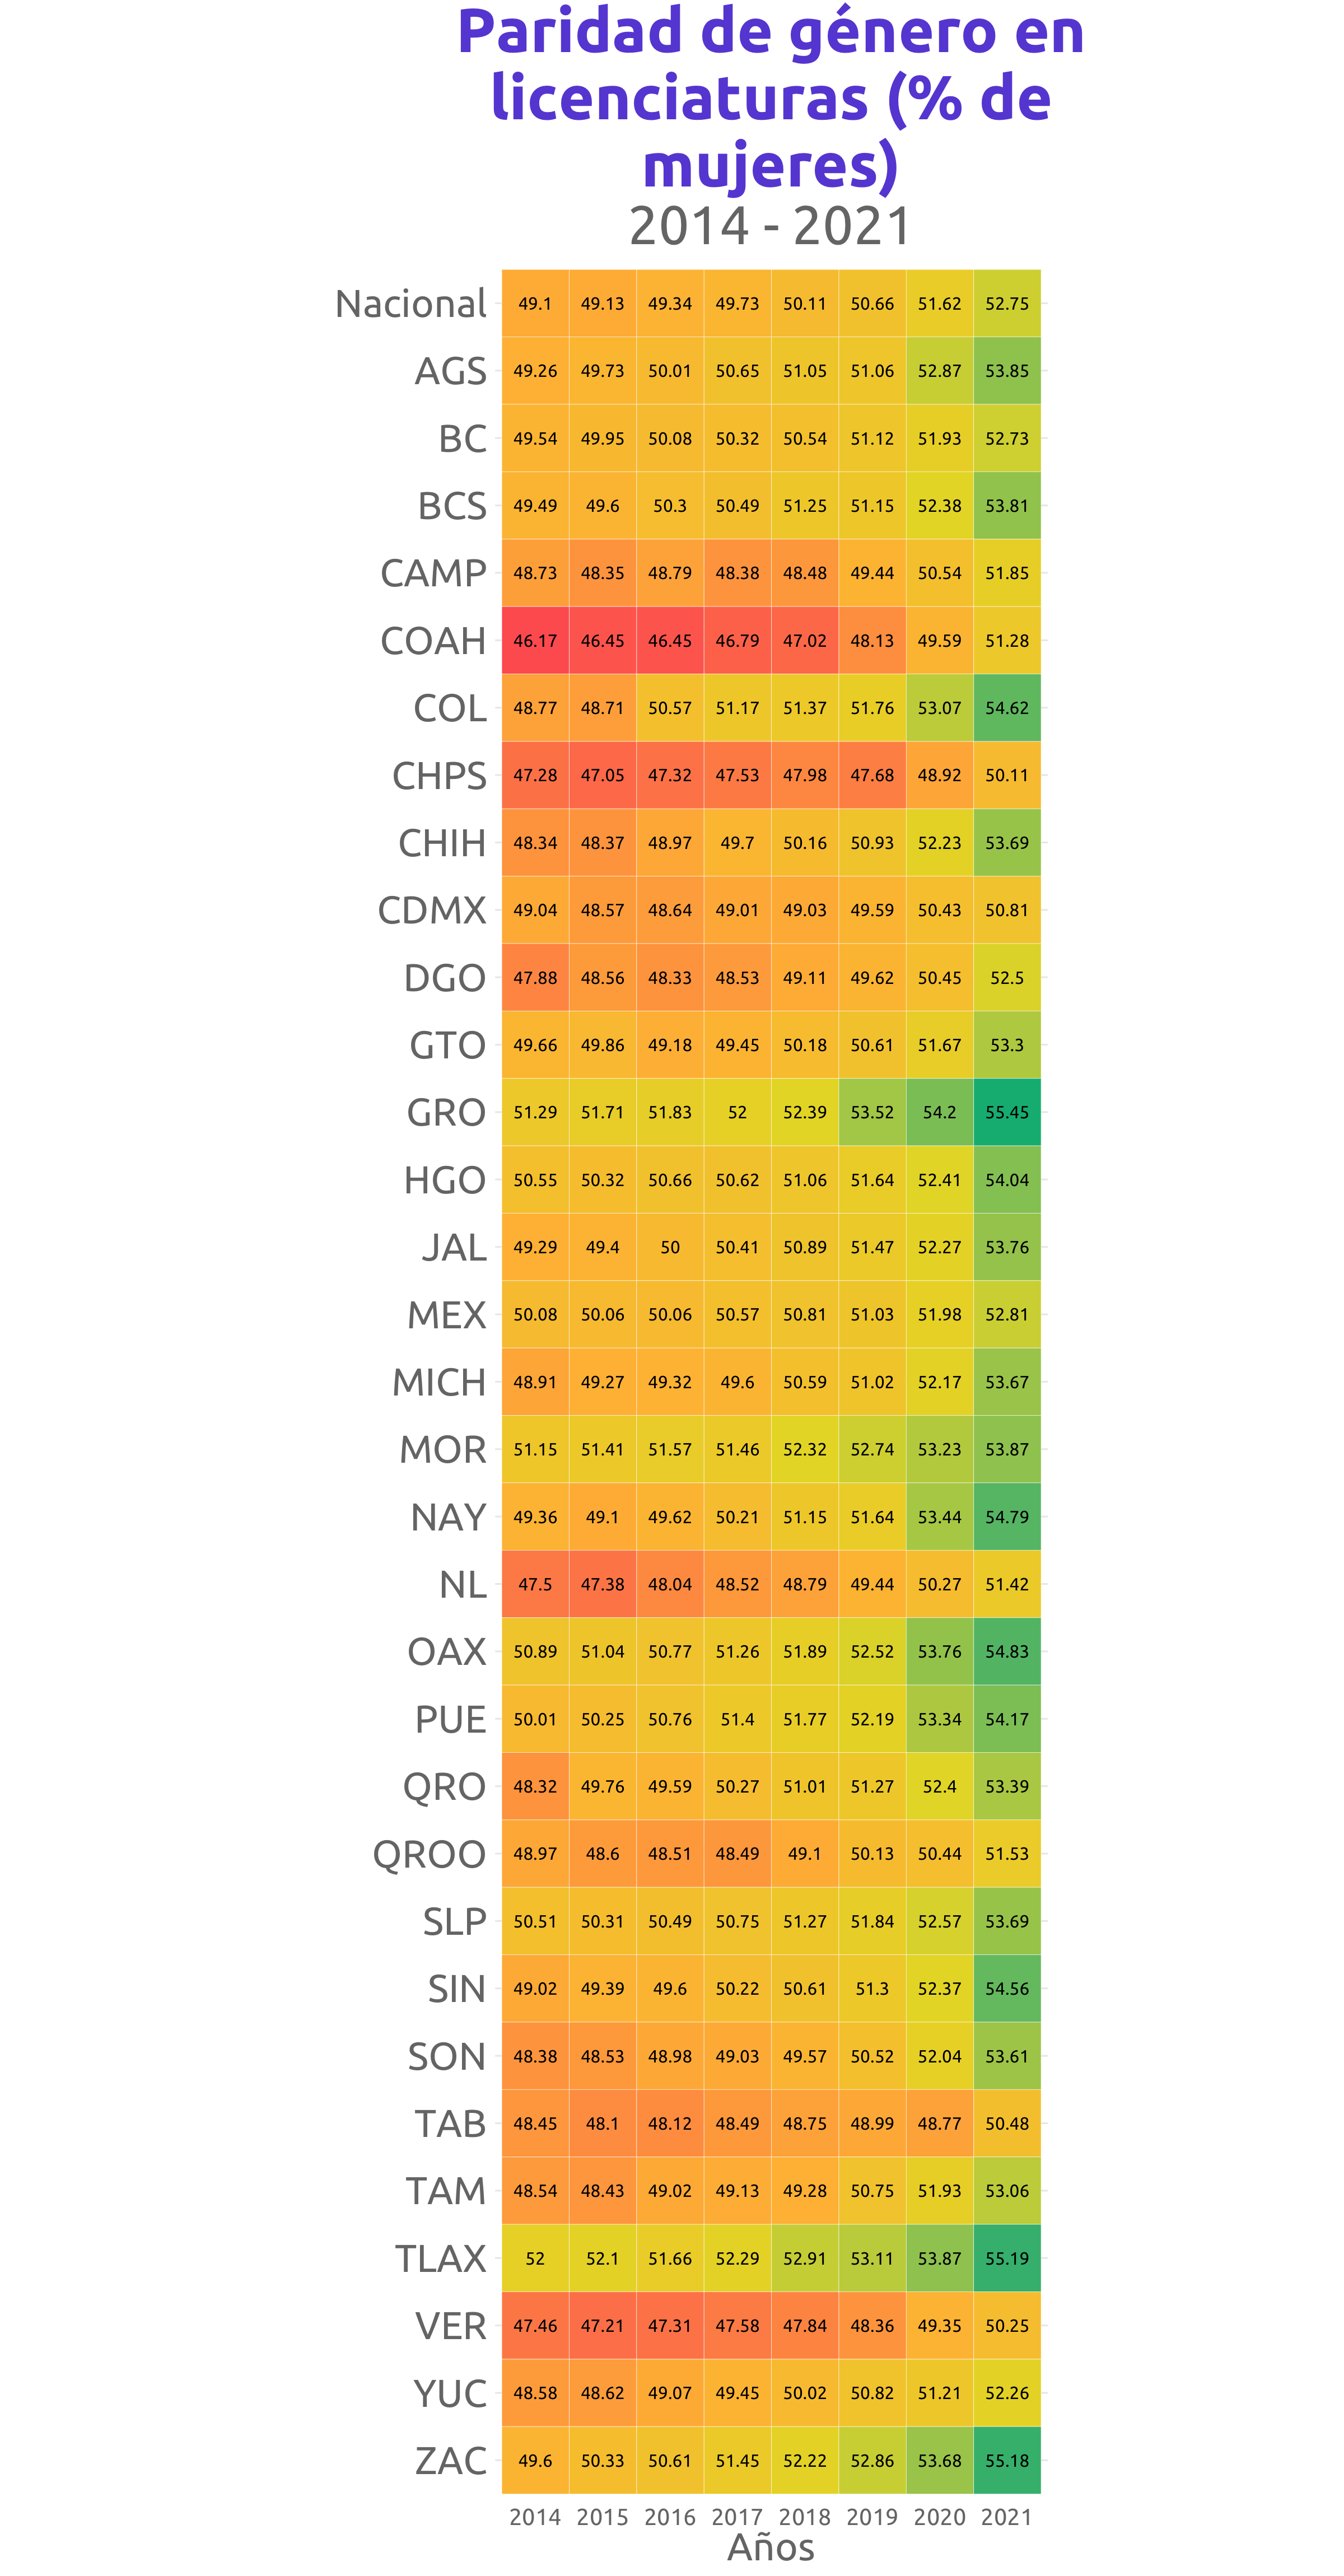 Paridad de género en
licenciaturas (% de
mujeres)
2014 - 2021
Nacional 49.1 49.13 49.34 49.73 50.11 50.66 51.62 52.75
AGS 49.26 49.73 50.01 50.65 51.05 51.06 52.87 53.85
BC 49.54 49.95 50.08 50.32 50.54 51.12 51.93 52.73
BCS 49.49 49.6 50.3 50.49 51.25 51.15 52.38 53.81
CAMP 48.73 48.35 48.79 48.38 48.48 49.44 50.54 51.85
COAH 46.17 46.45 46.45 46.79 47.02 48.13 49.59 51.28
COL 48.77 48.71 50.57 51.17 51.37 51.76 53.07 54.62
CHPS 47.28 47.05 47.32 47.53 47.98 47.68 48.92 50.11
CHIH 48.34 48.37 48.97 49.7 50.16 50.93 52.23 53.69
CDMX 49.04 48.57 48.64 49.01 49.03 49.59 50.43 50.81
DGO 47.88 48.56 48.33 48.53 49.11 49.62 50.45 52.5
GTO 49.66 49.86 49.18 49.45 50.18 50.61 51.67 53.3
GRO 51.29 51.71 51.83 52 52.39 53.52 54.2 55.45
HGO 50.55 50.32 50.66 50.62 51.06 51.64 52.41 54.04
JAL 49.29 49.4 50 50.41 50.89 51.47 52.27 53.76
MEX 50.08 50.06 50.06 50.57 50.81 51.03 51.98 52.81
MICH 48.91 49.27 49.32 49.6 50.59 51.02 52.17 53.67
MOR 51.15 51.41 51.57 51.46 52.32 52.74 53.23 53.87
NAY 49.36 49.1 49.62 50.21 51.15 51.64 53.44 54.79
NL 47.5 47.38 48.04 48.52 48.79 49.44 50.27 51.42
OAX 50.89 51.04 50.77 51.26 51.89 52.52 53.76 54.83
PUE 50.01 50.25 50.76 51.4 51.77 52.19 53.34 54.17
QRO 48.32 49.76 49.59 50.27 51.01 51.27 52.4 53.39
QROO 48.97 48.6 48.51 48.49 49.1 50.13 50.44 51.53
SLP 50.51 50.31 50.49 50.75 51.27 51.84 52.57 53.69
SIN 49.02 49.39 49.6 50.22 50.61 51.3 52.37 54.56
SON 48.38 48.53 48.98 49.03 49.57 50.52 52.04 53.61
TAB 48.45 48.1 48.12 48.49 48.75 48.99 48.77 50.48
TAM 48.54 48.43 49.02 49.13 49.28 50.75 51.93 53.06
TLAX 52 52.1 51.66 52.29 52.91 53.11 53.87 55.19
VER 47.46 47.21 47.31 47.58 47.84 48.36 49.35 50.25
YUC 48.58 48.62 49.07 49.45 50.02 50.82 51.21 52.26
ZAC 49.6 50.33 50.61 51.45 52.22 52.86 53.68 55.18
2014 2015 2016 2017 2018 2019 2020 2021
Años